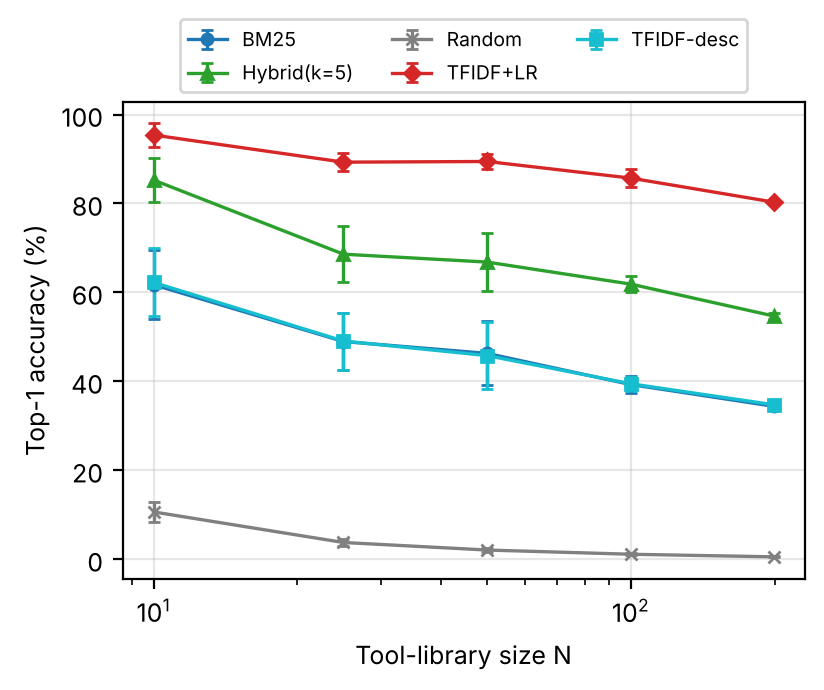 BM25 Random TFIDF-desc
Hybrid(k=5) TFIDF+LR
100
80
60
40
20
0
Top-1 accuracy (%)
10¹ 10²
Tool-library size N